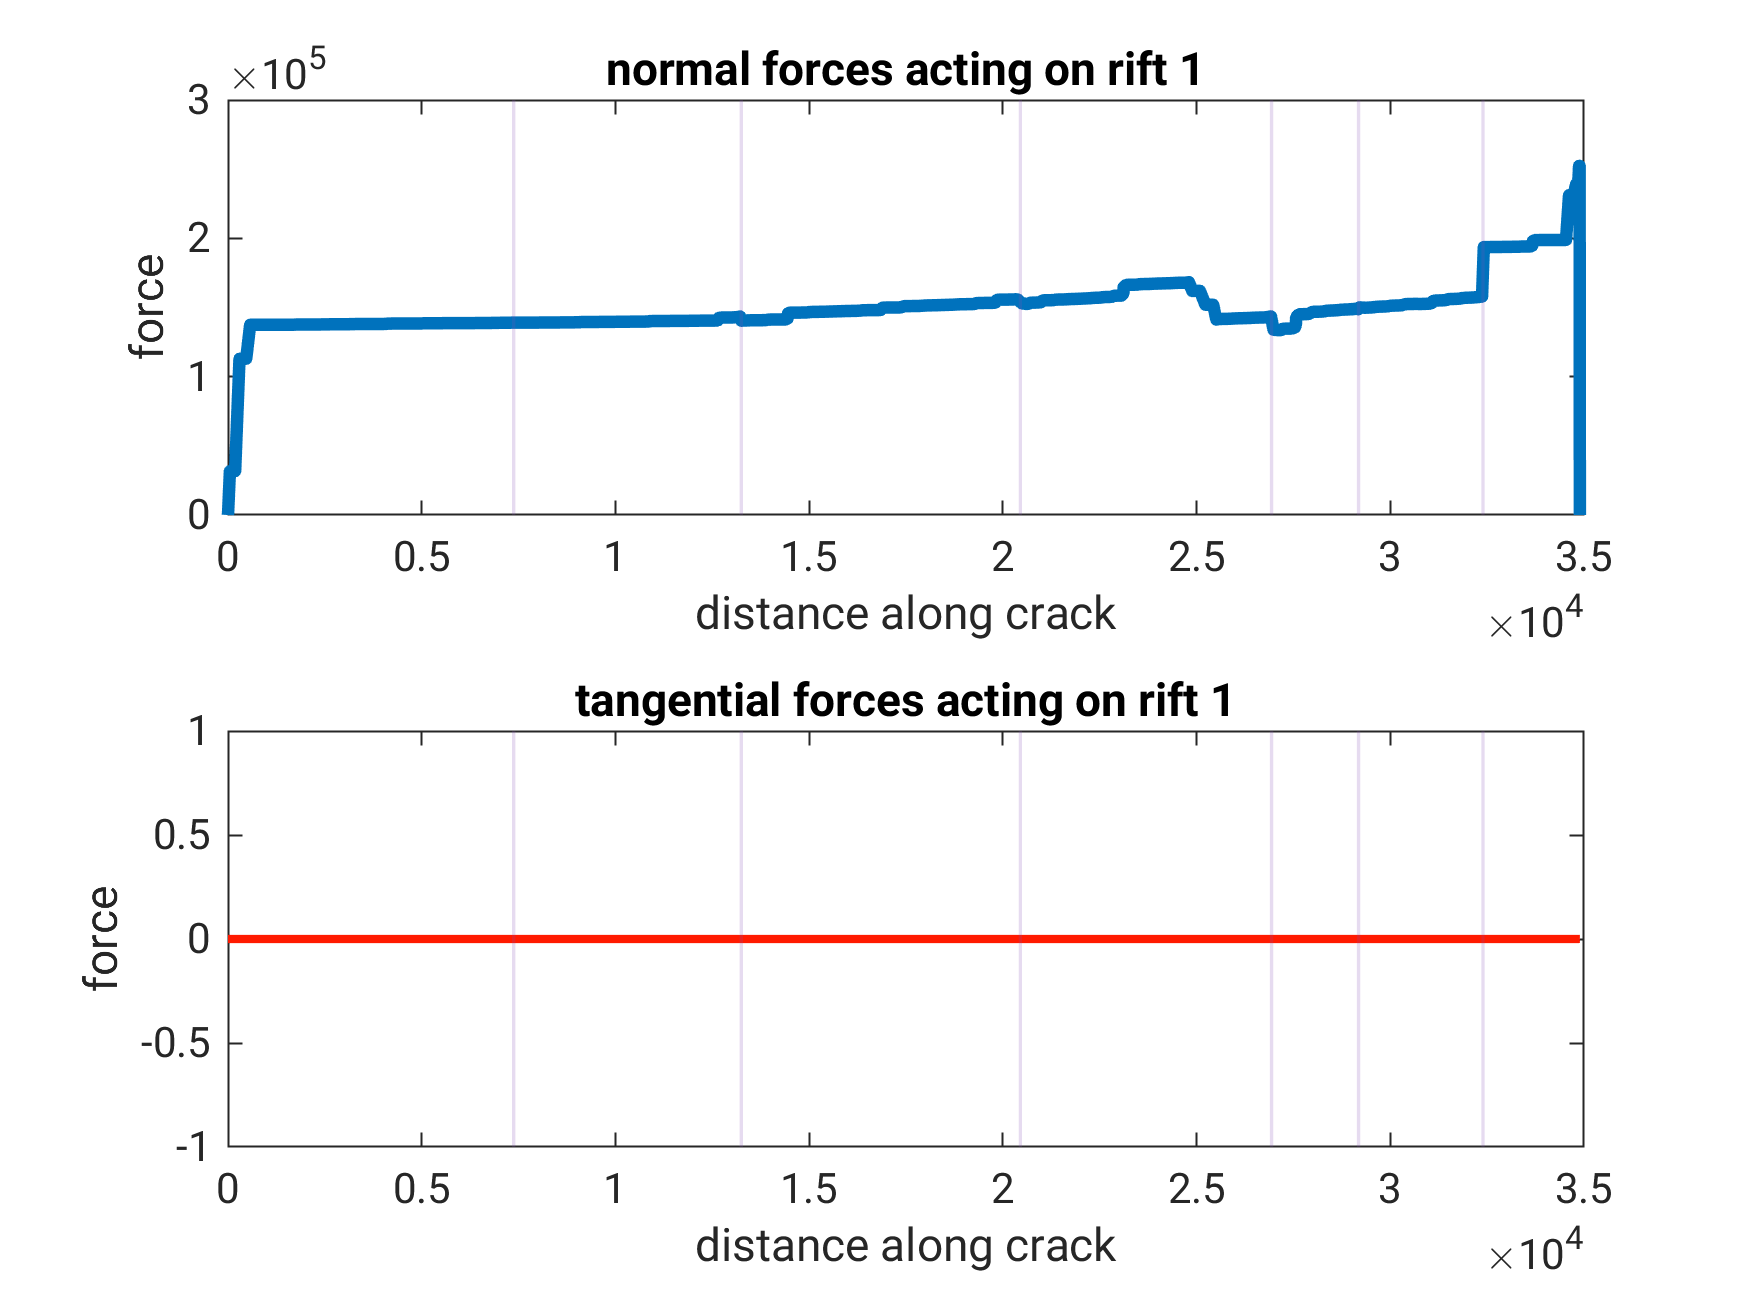 ×10^5
normal forces acting on rift 1
3
2
1
0
force
0 0.5 1 1.5 2 2.5 3 3.5
distance along crack
×10^4
tangential forces acting on rift 1
1
0.5
0
-0.5
-1
force
0 0.5 1 1.5 2 2.5 3 3.5
distance along crack
×10^4